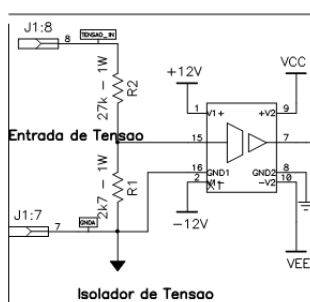 J1:8
8
TENSAO_IN
27k - 1W
R2
+12V
VCC
1
V1+
+V2
9
Entrada de Tensao
15
7
16
GND1
GND2
8
2
V1-
-V2
10
X1
2k7 - 1W
R1
J1:7
7
GNDA
-12V
VEE
Isolador de Tensao